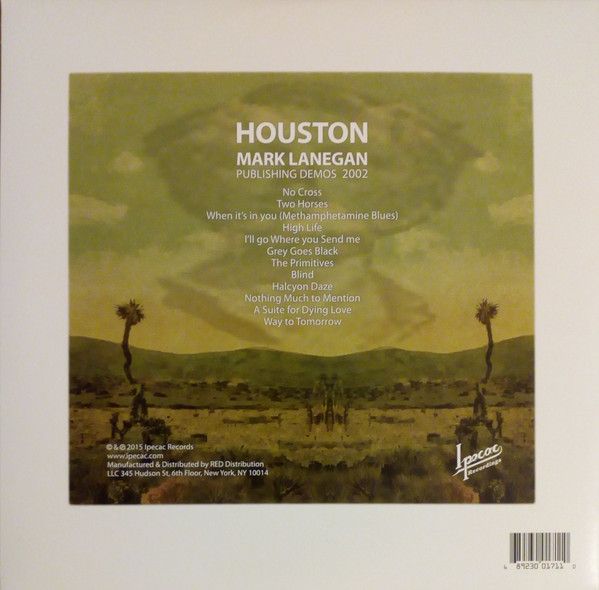 HOUSTON
MARK LANEGAN
PUBLISHING DEMOS 2002
No Cross
Two Horses
When it's in you (Methamphetamine Blues)
High Life
I'll go Where you Send me
Grey Goes Black
The Primitives
Blind
Halcyon Daze
Nothing Much to Mention
A Suite for Dying Love
Way to Tomorrow
© & ℗ 2015 Ipecac Records
www.ipecac.com
Manufactured & Distributed by RED Distribution
LLC 345 Hudson St, 6th Floor, New York, NY 10014
Ipecac
Recordings
6 89230 01711 8